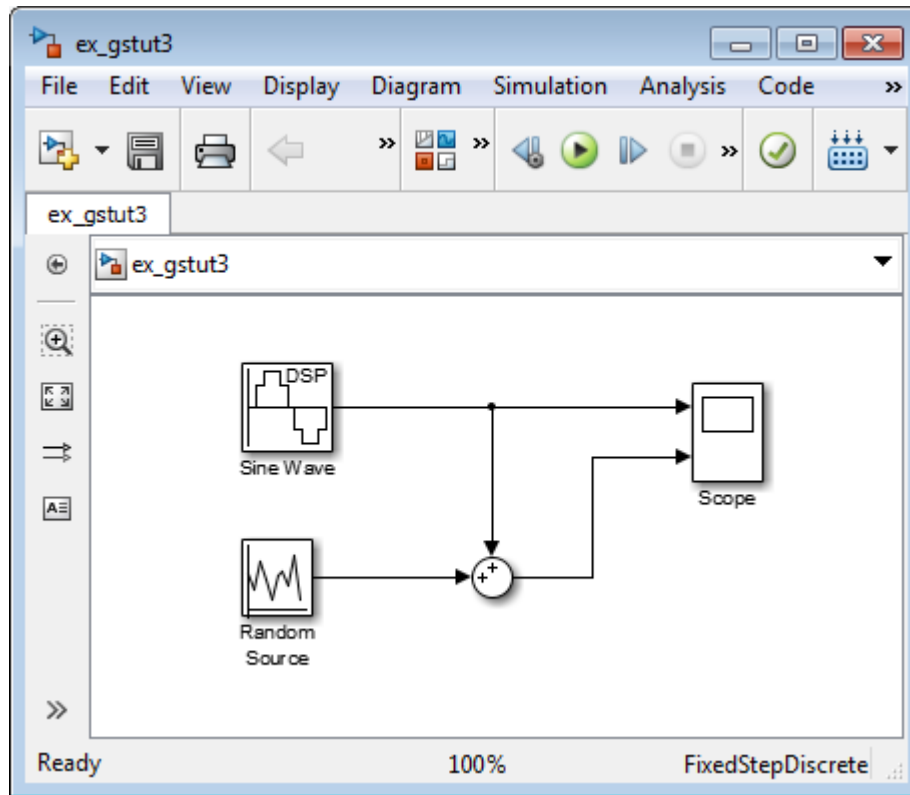 ex_gstut3
File Edit View Display Diagram Simulation Analysis Code »
» » »
ex_gstut3
ex_gstut3
DSP
Sine Wave
Scope
Random
Source
Ready 100% FixedStepDiscrete